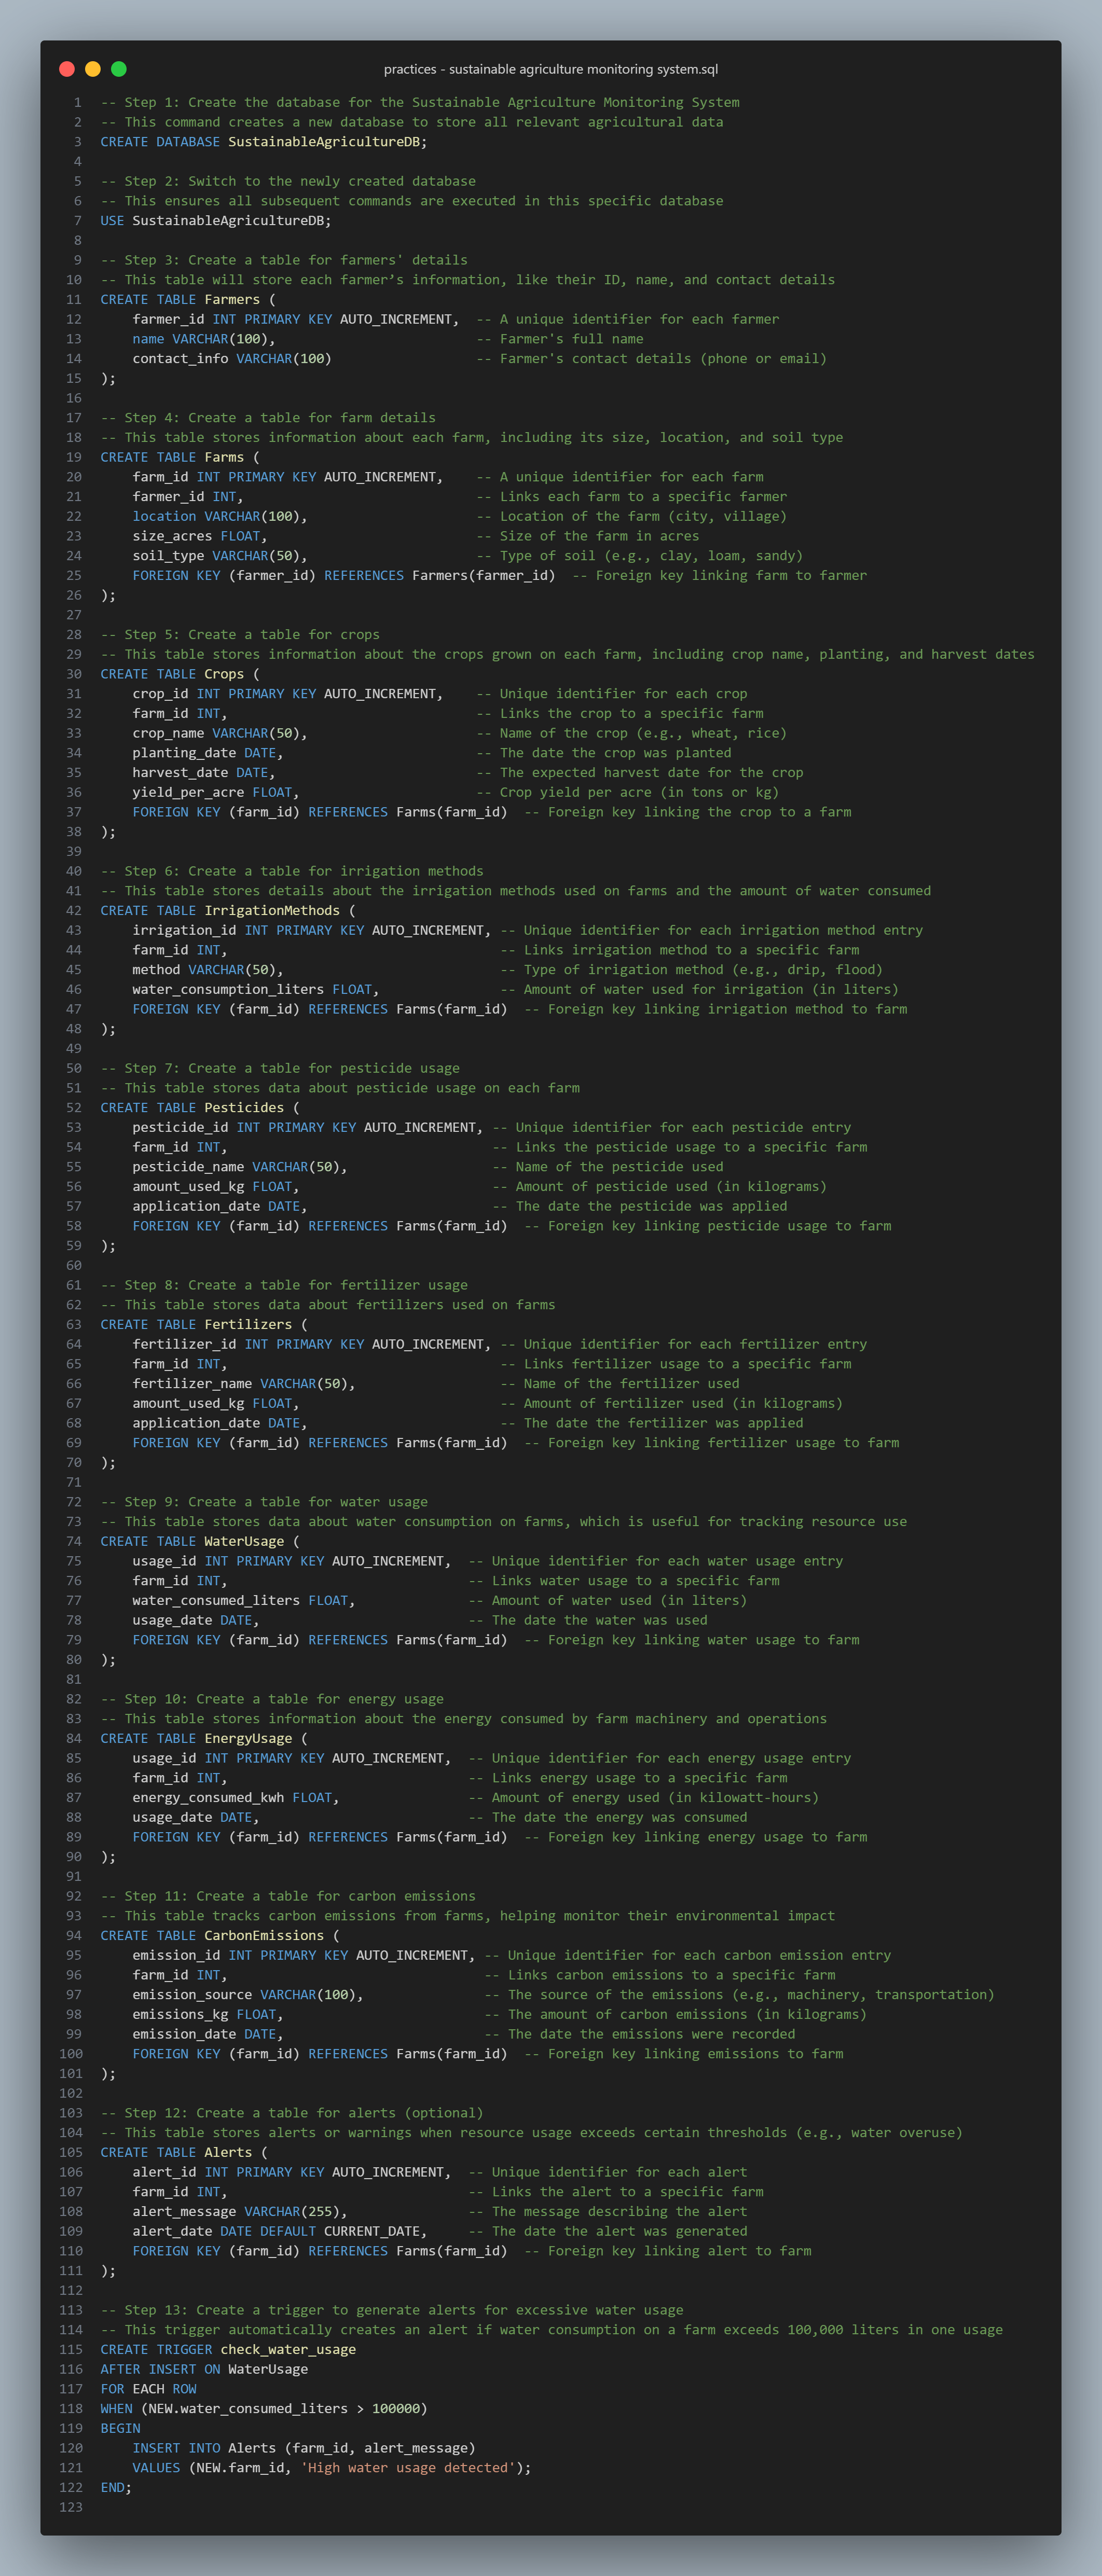 practices - sustainable agriculture monitoring system.sql
1 -- Step 1: Create the database for the Sustainable Agriculture Monitoring System
2 -- This command creates a new database to store all relevant agricultural data
3 CREATE DATABASE SustainableAgricultureDB;
4
5 -- Step 2: Switch to the newly created database
6 -- This ensures all subsequent commands are executed in this specific database
7 USE SustainableAgricultureDB;
8
9 -- Step 3: Create a table for farmers' details
10 -- This table will store each farmer’s information, like their ID, name, and contact details
11 CREATE TABLE Farmers (
12     farmer_id INT PRIMARY KEY AUTO_INCREMENT,  -- A unique identifier for each farmer
13     name VARCHAR(100),                         -- Farmer's full name
14     contact_info VARCHAR(100)                  -- Farmer's contact details (phone or email)
15 );
16
17 -- Step 4: Create a table for farm details
18 -- This table stores information about each farm, including its size, location, and soil type
19 CREATE TABLE Farms (
20     farm_id INT PRIMARY KEY AUTO_INCREMENT,    -- A unique identifier for each farm
21     farmer_id INT,                             -- Links each farm to a specific farmer
22     location VARCHAR(100),                     -- Location of the farm (city, village)
23     size_acres FLOAT,                          -- Size of the farm in acres
24     soil_type VARCHAR(50),                     -- Type of soil (e.g., clay, loam, sandy)
25     FOREIGN KEY (farmer_id) REFERENCES Farmers(farmer_id)  -- Foreign key linking farm to farmer
26 );
27
28 -- Step 5: Create a table for crops
29 -- This table stores information about the crops grown on each farm, including crop name, planting, and harvest dates
30 CREATE TABLE Crops (
31     crop_id INT PRIMARY KEY AUTO_INCREMENT,    -- Unique identifier for each crop
32     farm_id INT,                               -- Links the crop to a specific farm
33     crop_name VARCHAR(50),                     -- Name of the crop (e.g., wheat, rice)
34     planting_date DATE,                        -- The date the crop was planted
35     harvest_date DATE,                         -- The expected harvest date for the crop
36     yield_per_acre FLOAT,                      -- Crop yield per acre (in tons or kg)
37     FOREIGN KEY (farm_id) REFERENCES Farms(farm_id)  -- Foreign key linking the crop to a farm
38 );
39
40 -- Step 6: Create a table for irrigation methods
41 -- This table stores details about the irrigation methods used on farms and the amount of water consumed
42 CREATE TABLE IrrigationMethods (
43     irrigation_id INT PRIMARY KEY AUTO_INCREMENT, -- Unique identifier for each irrigation method entry
44     farm_id INT,                                  -- Links irrigation method to a specific farm
45     method VARCHAR(50),                           -- Type of irrigation method (e.g., drip, flood)
46     water_consumption_liters FLOAT,               -- Amount of water used for irrigation (in liters)
47     FOREIGN KEY (farm_id) REFERENCES Farms(farm_id)  -- Foreign key linking irrigation method to farm
48 );
49
50 -- Step 7: Create a table for pesticide usage
51 -- This table stores data about pesticide usage on each farm
52 CREATE TABLE Pesticides (
53     pesticide_id INT PRIMARY KEY AUTO_INCREMENT, -- Unique identifier for each pesticide entry
54     farm_id INT,                                 -- Links the pesticide usage to a specific farm
55     pesticide_name VARCHAR(50),                  -- Name of the pesticide used
56     amount_used_kg FLOAT,                        -- Amount of pesticide used (in kilograms)
57     application_date DATE,                       -- The date the pesticide was applied
58     FOREIGN KEY (farm_id) REFERENCES Farms(farm_id)  -- Foreign key linking pesticide usage to farm
59 );
60
61 -- Step 8: Create a table for fertilizer usage
62 -- This table stores data about fertilizers used on farms
63 CREATE TABLE Fertilizers (
64     fertilizer_id INT PRIMARY KEY AUTO_INCREMENT, -- Unique identifier for each fertilizer entry
65     farm_id INT,                                  -- Links fertilizer usage to a specific farm
66     fertilizer_name VARCHAR(50),                  -- Name of the fertilizer used
67     amount_used_kg FLOAT,                         -- Amount of fertilizer used (in kilograms)
68     application_date DATE,                        -- The date the fertilizer was applied
69     FOREIGN KEY (farm_id) REFERENCES Farms(farm_id)  -- Foreign key linking fertilizer usage to farm
70 );
71
72 -- Step 9: Create a table for water usage
73 -- This table stores data about water consumption on farms, which is useful for tracking resource use
74 CREATE TABLE WaterUsage (
75     usage_id INT PRIMARY KEY AUTO_INCREMENT,  -- Unique identifier for each water usage entry
76     farm_id INT,                              -- Links water usage to a specific farm
77     water_consumed_liters FLOAT,              -- Amount of water used (in liters)
78     usage_date DATE,                          -- The date the water was used
79     FOREIGN KEY (farm_id) REFERENCES Farms(farm_id)  -- Foreign key linking water usage to farm
80 );
81
82 -- Step 10: Create a table for energy usage
83 -- This table stores information about the energy consumed by farm machinery and operations
84 CREATE TABLE EnergyUsage (
85     usage_id INT PRIMARY KEY AUTO_INCREMENT,  -- Unique identifier for each energy usage entry
86     farm_id INT,                              -- Links energy usage to a specific farm
87     energy_consumed_kwh FLOAT,                -- Amount of energy used (in kilowatt-hours)
88     usage_date DATE,                          -- The date the energy was consumed
89     FOREIGN KEY (farm_id) REFERENCES Farms(farm_id)  -- Foreign key linking energy usage to farm
90 );
91
92 -- Step 11: Create a table for carbon emissions
93 -- This table tracks carbon emissions from farms, helping monitor their environmental impact
94 CREATE TABLE CarbonEmissions (
95     emission_id INT PRIMARY KEY AUTO_INCREMENT, -- Unique identifier for each carbon emission entry
96     farm_id INT,                                -- Links carbon emissions to a specific farm
97     emission_source VARCHAR(100),               -- The source of the emissions (e.g., machinery, transportation)
98     emissions_kg FLOAT,                         -- The amount of carbon emissions (in kilograms)
99     emission_date DATE,                         -- The date the emissions were recorded
100     FOREIGN KEY (farm_id) REFERENCES Farms(farm_id)  -- Foreign key linking emissions to farm
101 );
102
103 -- Step 12: Create a table for alerts (optional)
104 -- This table stores alerts or warnings when resource usage exceeds certain thresholds (e.g., water overuse)
105 CREATE TABLE Alerts (
106     alert_id INT PRIMARY KEY AUTO_INCREMENT,  -- Unique identifier for each alert
107     farm_id INT,                              -- Links the alert to a specific farm
108     alert_message VARCHAR(255),               -- The message describing the alert
109     alert_date DATE DEFAULT CURRENT_DATE,     -- The date the alert was generated
110     FOREIGN KEY (farm_id) REFERENCES Farms(farm_id)  -- Foreign key linking alert to farm
111 );
112
113 -- Step 13: Create a trigger to generate alerts for excessive water usage
114 -- This trigger automatically creates an alert if water consumption on a farm exceeds 100,000 liters in one usage
115 CREATE TRIGGER check_water_usage
116 AFTER INSERT ON WaterUsage
117 FOR EACH ROW
118 WHEN (NEW.water_consumed_liters > 100000)
119 BEGIN
120     INSERT INTO Alerts (farm_id, alert_message)
121     VALUES (NEW.farm_id, 'High water usage detected');
122 END;
123